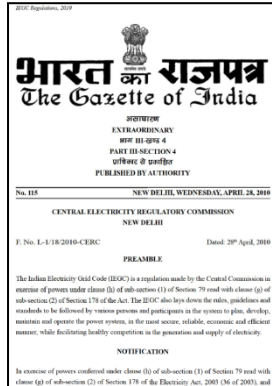 IEGC Regulations, 2010
भारत का राजपत्र
The Gazette of India
असाधारण
EXTRAORDINARY
भाग III-खण्ड 4
PART III-SECTION 4
प्राधिकार से प्रकाशित
PUBLISHED BY AUTHORITY
No. 115 NEW DELHI, WEDNESDAY, APRIL 28, 2010
CENTRAL ELECTRICITY REGULATORY COMMISSION
NEW DELHI
F. No. L-1/18/2010-CERC Dated: 28th April, 2010
PREAMBLE
The Indian Electricity Grid Code (IEGC) is a regulation made by the Central Commission in
exercise of powers under clause (h) of sub-section (1) of Section 79 read with clause (g) of
sub-section (2) of Section 178 of the Act. The IEGC also lays down the rules, guidelines and
standards to be followed by various persons and participants in the system to plan, develop,
maintain and operate the power system, in the most secure, reliable, economic and efficient
manner, while facilitating healthy competition in the generation and supply of electricity.
NOTIFICATION
In exercise of powers conferred under clause (h) of sub-section (1) of Section 79 read with
clause (g) of sub-section (2) of Section 178 of the Electricity Act, 2003 (36 of 2003), and